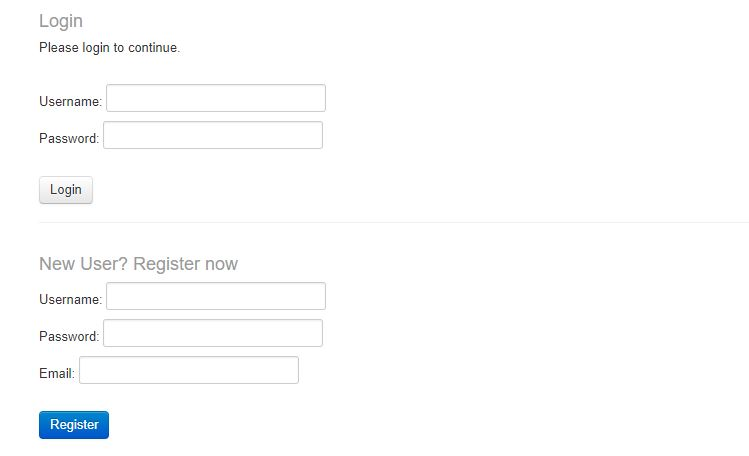 Login
Please login to continue.
Username:
Password:
Login
New User? Register now
Username:
Password:
Email:
Register